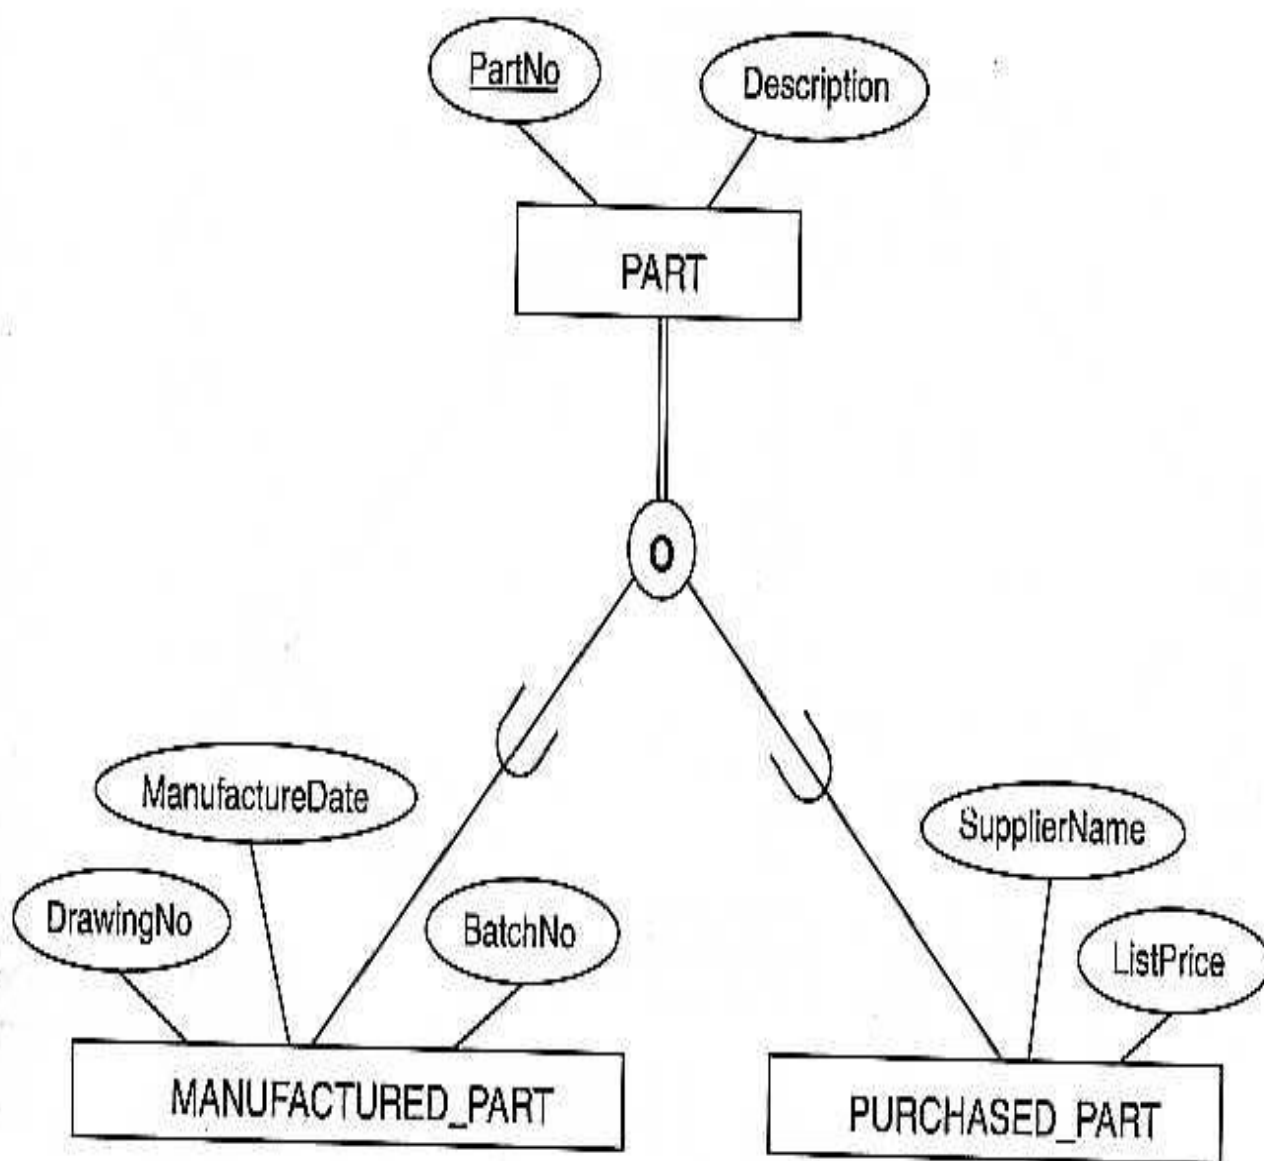 PartNo
Description
PART
O
ManufactureDate
SupplierName
DrawingNo
BatchNo
ListPrice
MANUFACTURED_PART
PURCHASED_PART